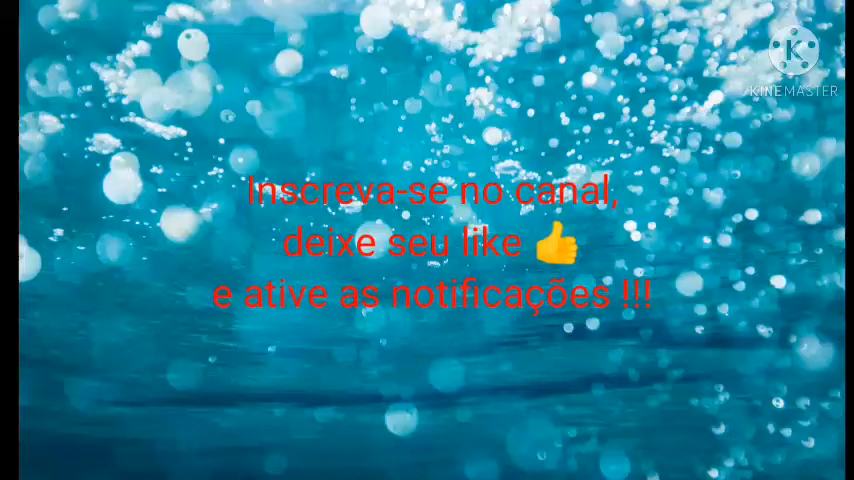 KINEMASTER
Inscreva-se no canal,
deixe seu like 👍
e ative as notificações !!!